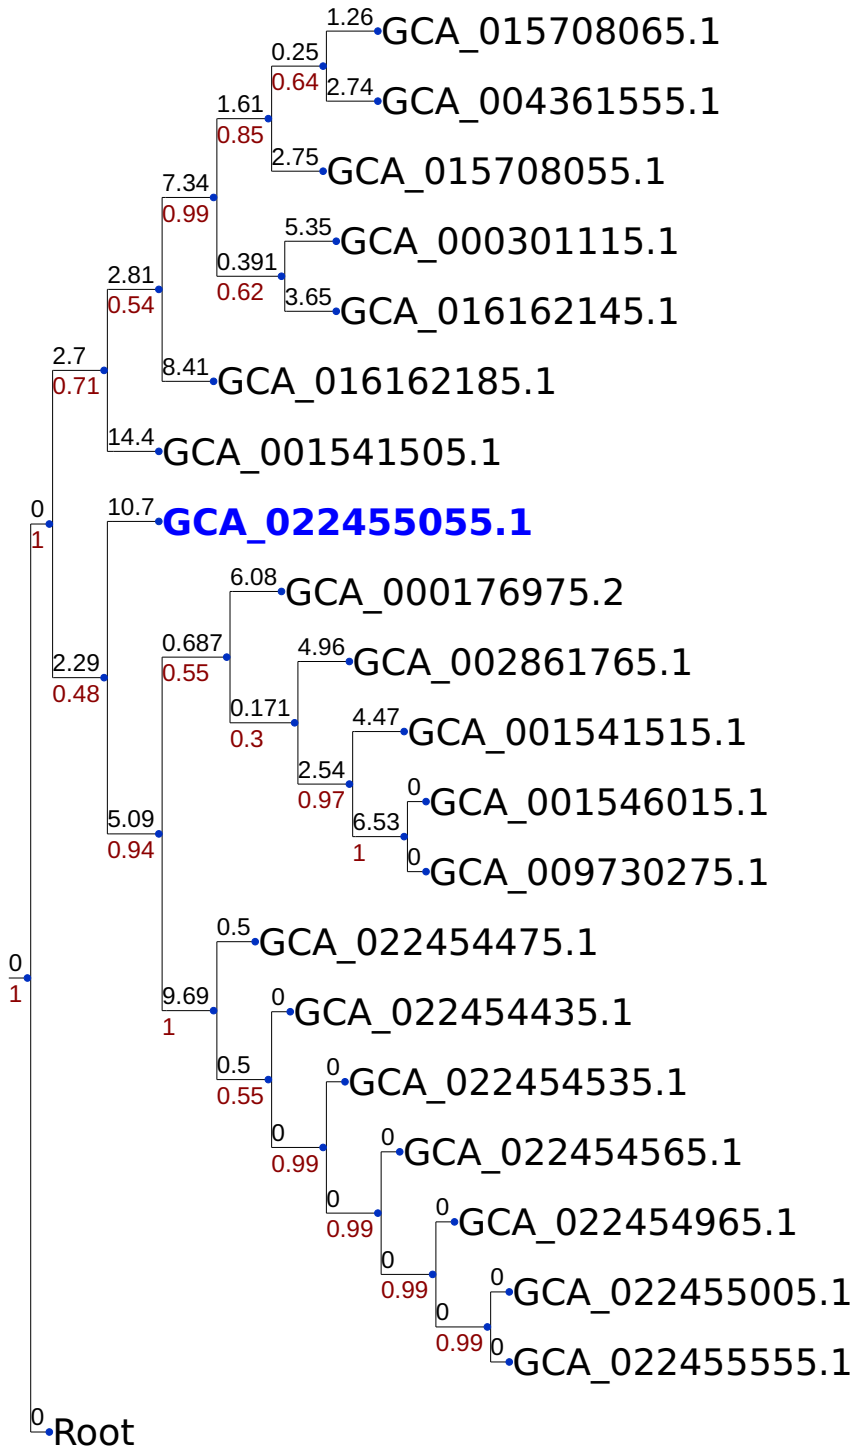 1.26
GCA_015708065.1
0.25
0.64
2.74
GCA_004361555.1
1.61
0.85
2.75
GCA_015708055.1
7.34
0.99
5.35
GCA_000301115.1
0.391
0.62
3.65
GCA_016162145.1
2.81
0.54
8.41
GCA_016162185.1
2.7
0.71
14.4
GCA_001541505.1
0
1
10.7
GCA_022455055.1
6.08
GCA_000176975.2
0.687
0.55
4.96
GCA_002861765.1
2.29
0.48
0.171
0.3
4.47
GCA_001541515.1
2.54
0.97
0
GCA_001546015.1
5.09
0.94
6.53
1
0
GCA_009730275.1
0.5
GCA_022454475.1
0
1
9.69
1
0
GCA_022454435.1
0.5
0.55
0
GCA_022454535.1
0
0.99
0
GCA_022454565.1
0
0.99
0
GCA_022454965.1
0
0.99
0
GCA_022455005.1
0
0.99
0
GCA_022455555.1
0
Root